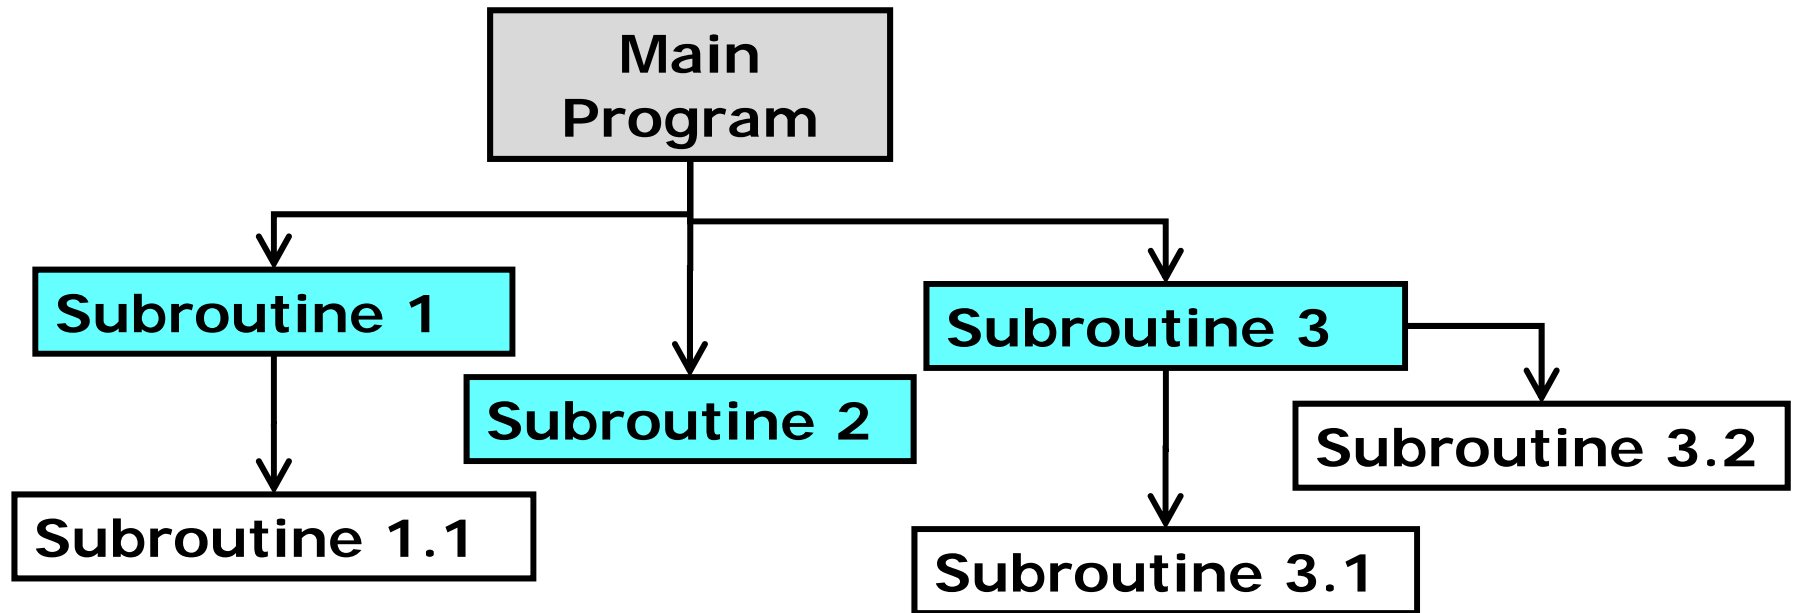 Main
Program
Subroutine 1
Subroutine 3
Subroutine 2
Subroutine 3.2
Subroutine 1.1
Subroutine 3.1